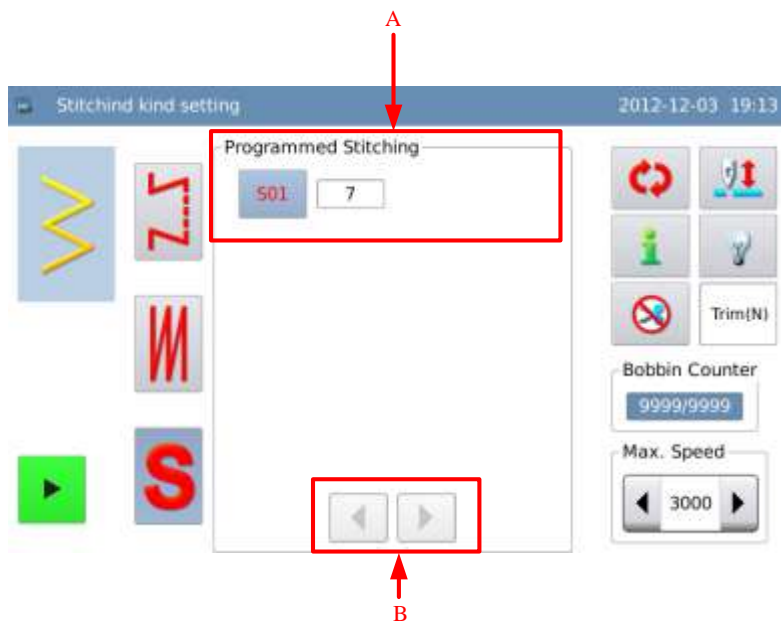 A
Stitchind kind setting 2012-12-03 19:13
Programmed Stitching
S01 7
Trim(N)
Bobbin Counter
9999/9999
Max. Speed
3000
S
B